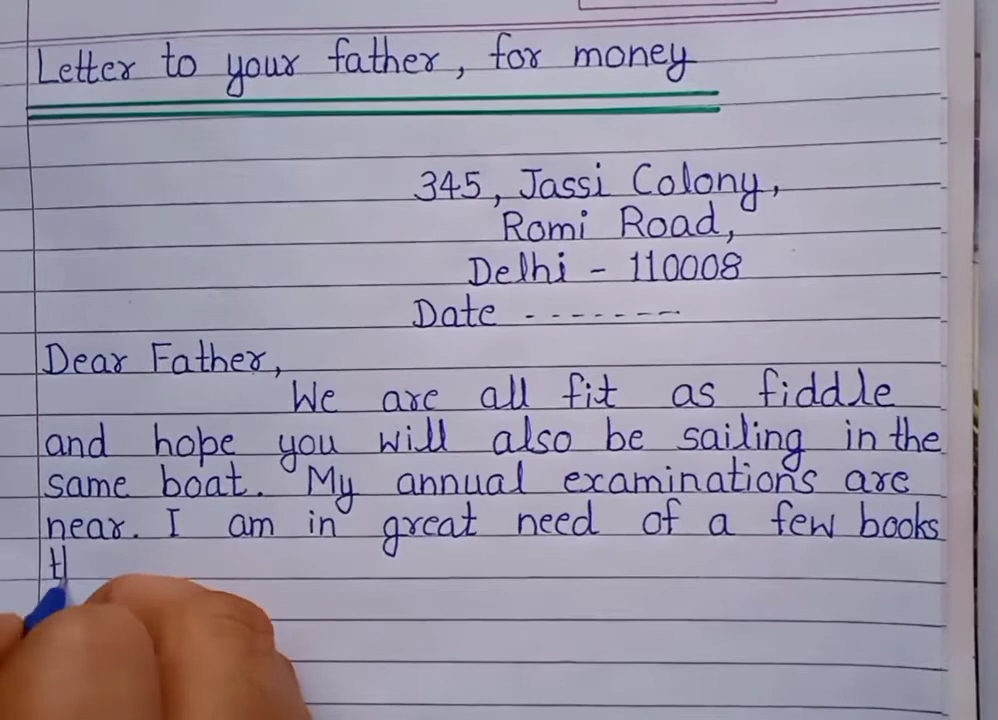 Letter to your father, for money
345, Jassi Colony,
Romi Road,
Delhi - 110008
Date -------
Dear Father,
We are all fit as fiddle
and hope you will also be sailing in the
same boat. My annual examinations are
near. I am in great need of a few books